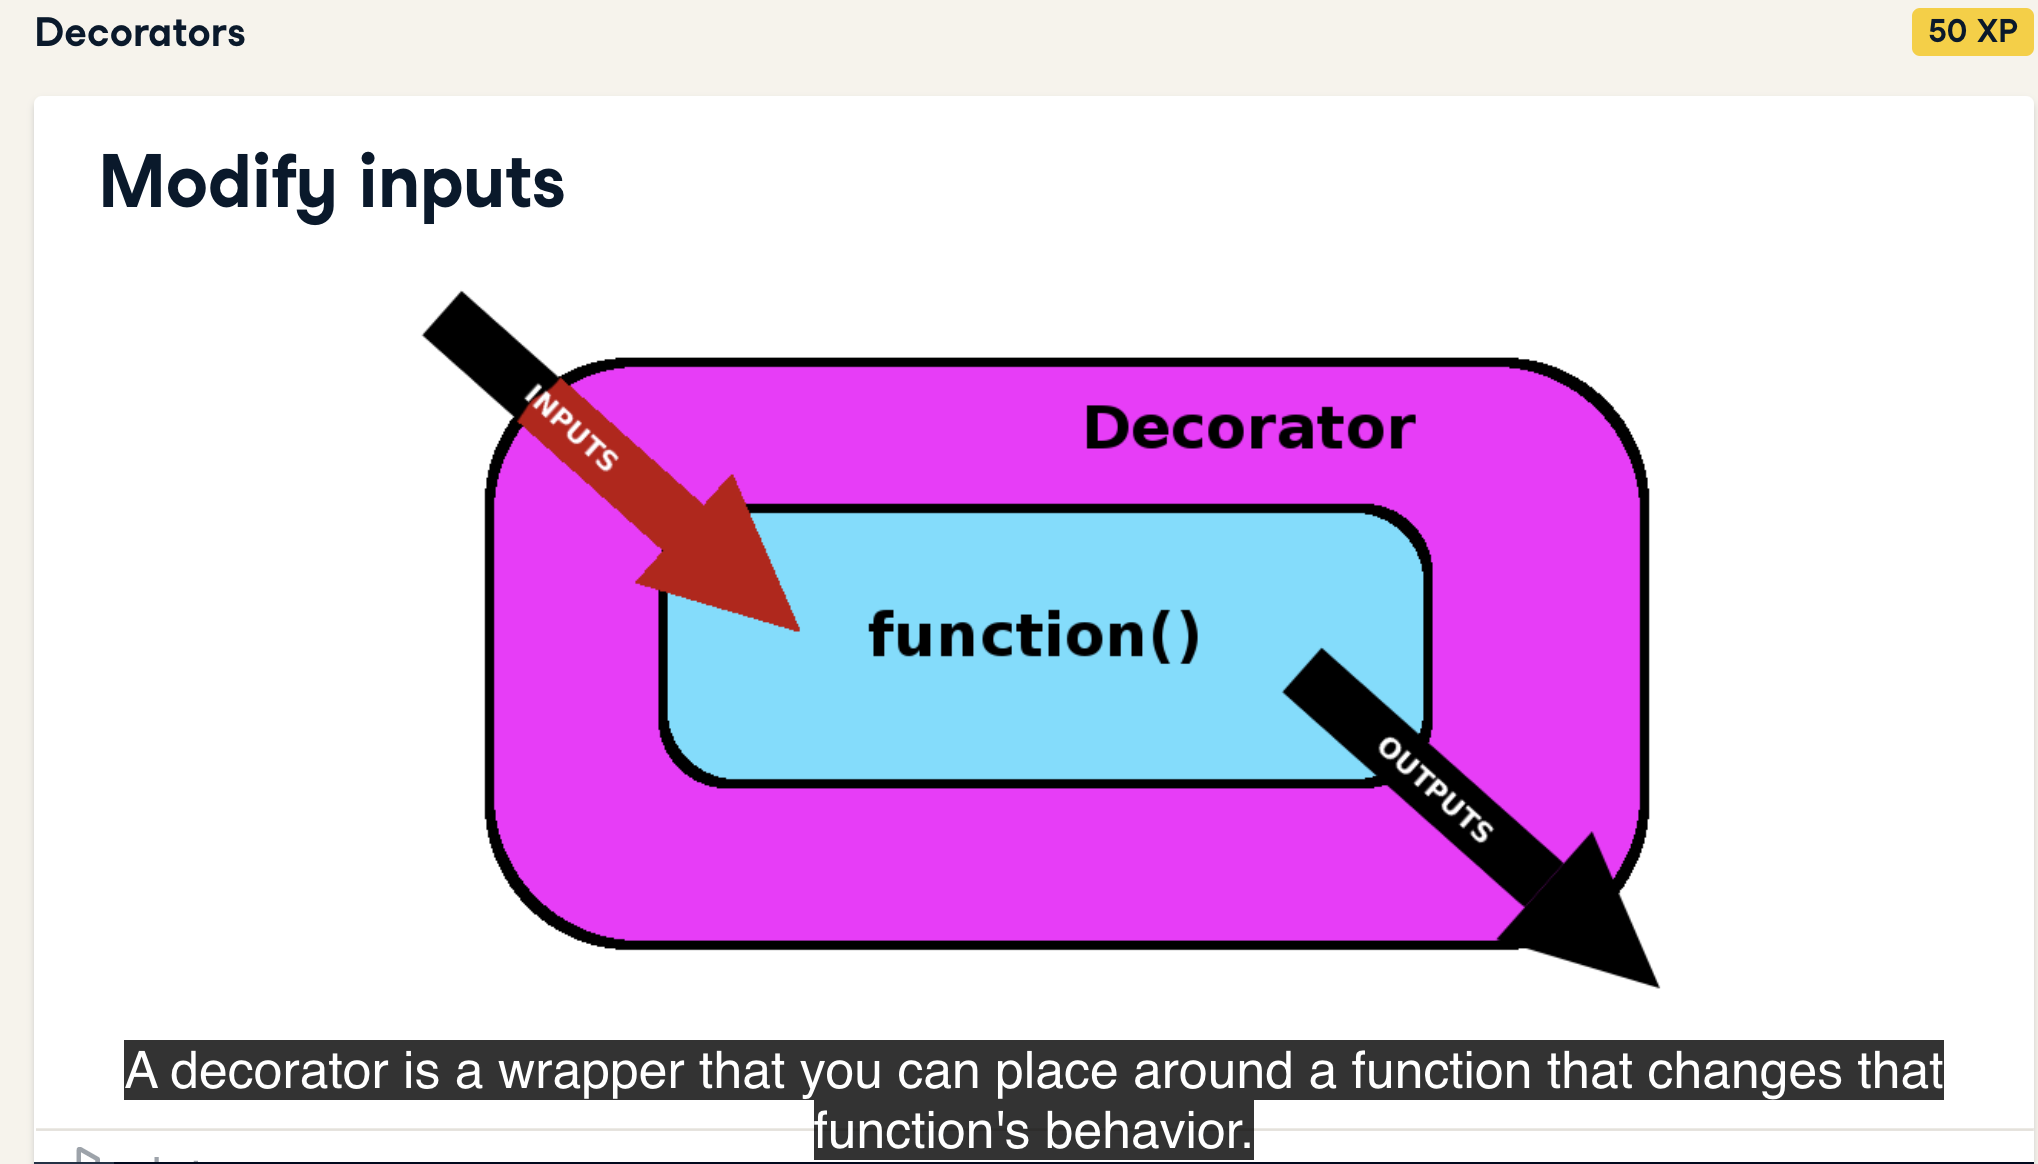 Decorators
50 XP
Modify inputs
INPUTS
Decorator
function()
OUTPUTS
A decorator is a wrapper that you can place around a function that changes that
function's behavior.